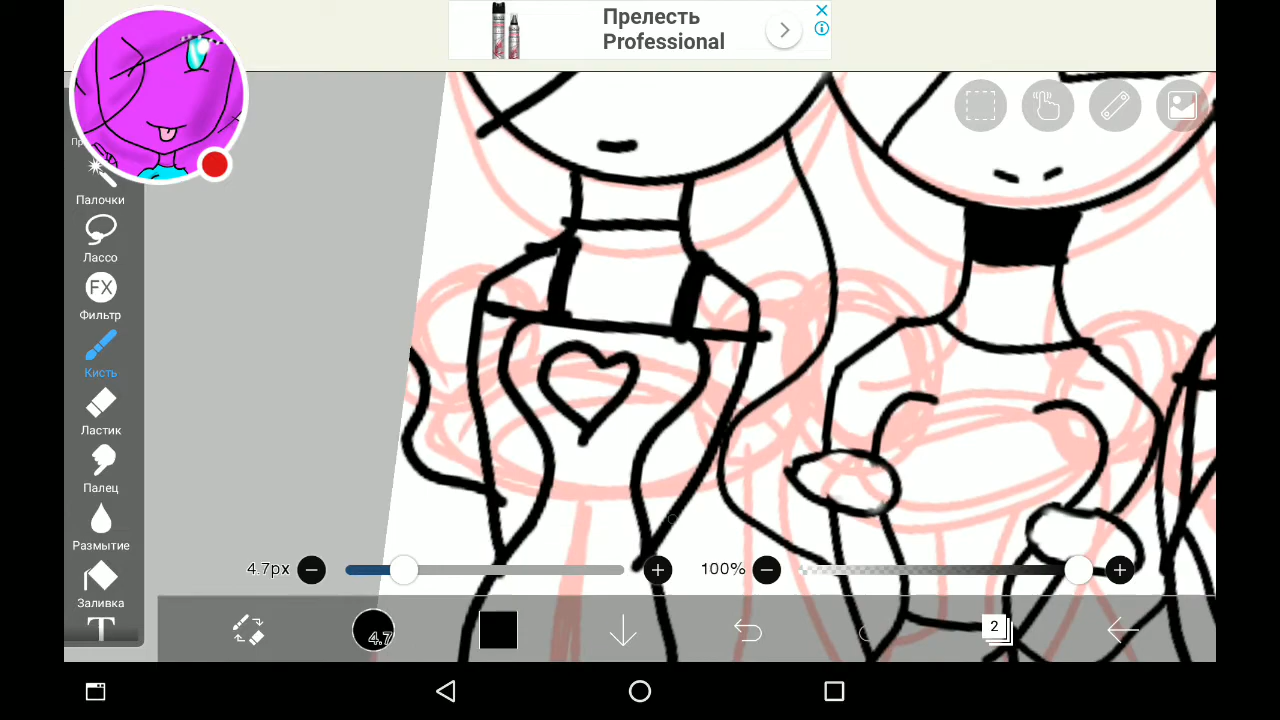 Прелесть
Professional
Палочки
Лассо
FX
Фильтр
Кисть
Ластик
Палец
Размытие
Заливка
T
4.7px
100%
4.7
2